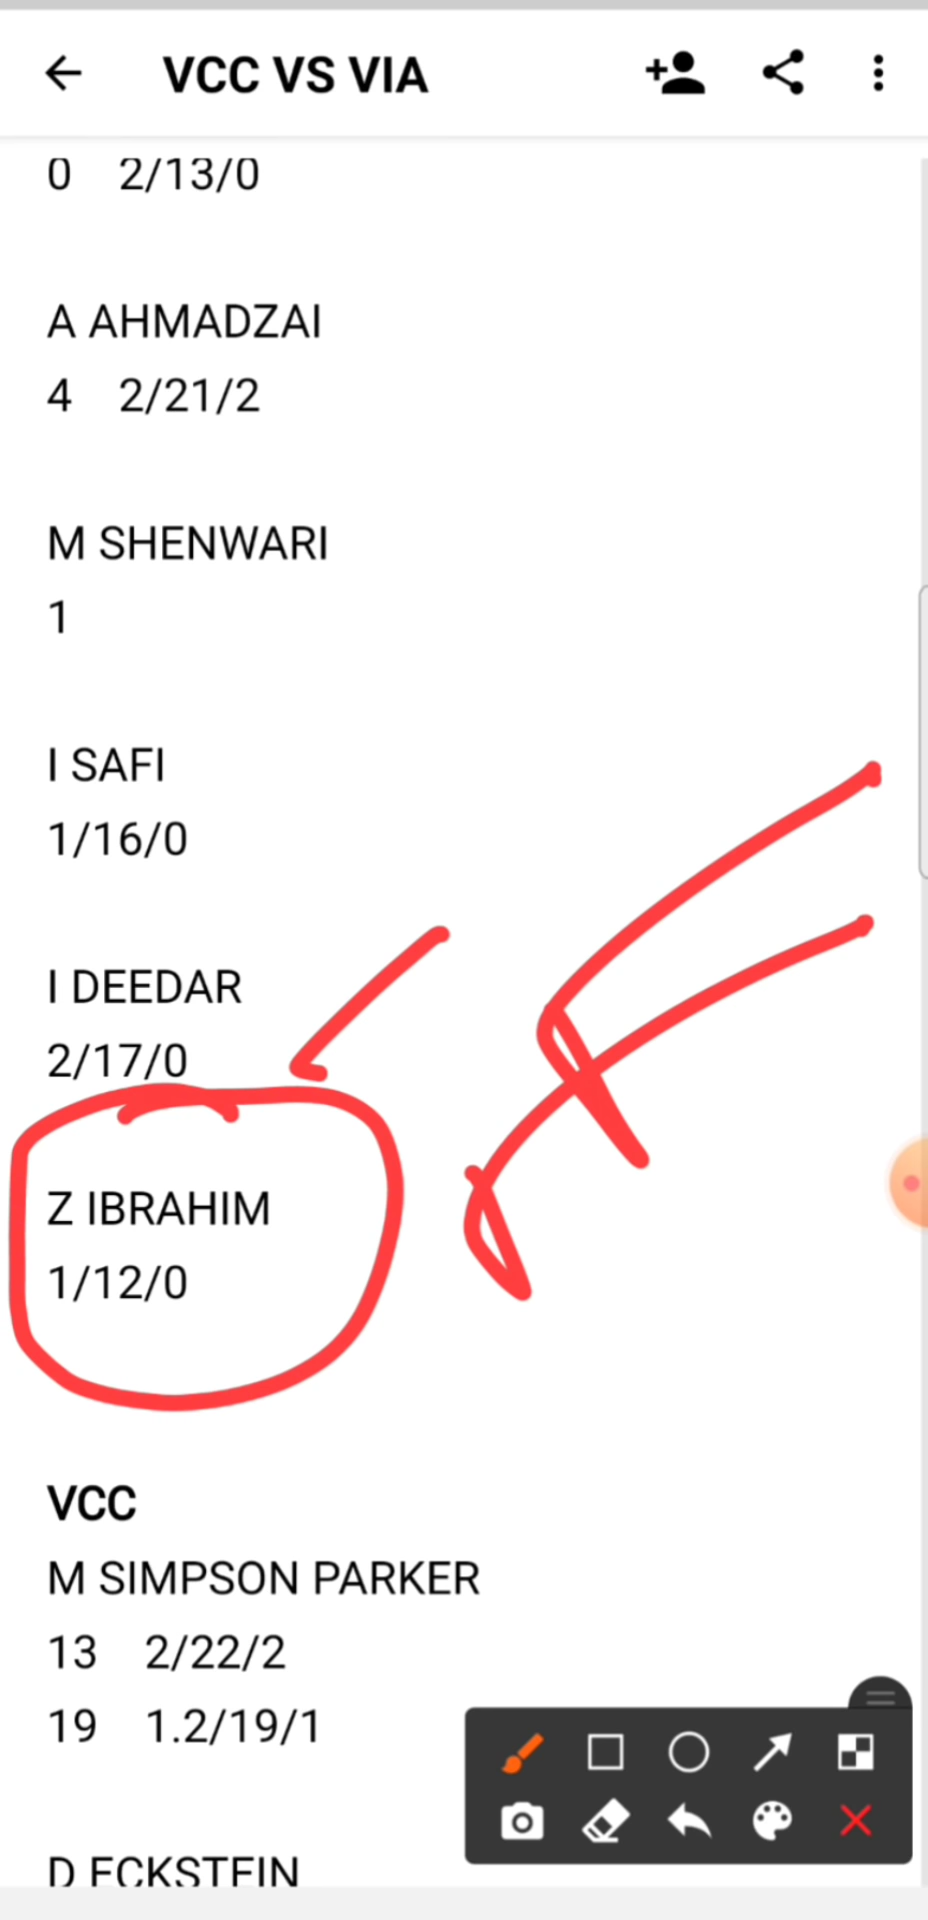 VCC VS VIA
0 2/13/0
A AHMADZAI
4 2/21/2
M SHENWARI
1
I SAFI
1/16/0
I DEEDAR
2/17/0
Z IBRAHIM
1/12/0
VCC
M SIMPSON PARKER
13 2/22/2
19 1.2/19/1
D ECKSTEIN